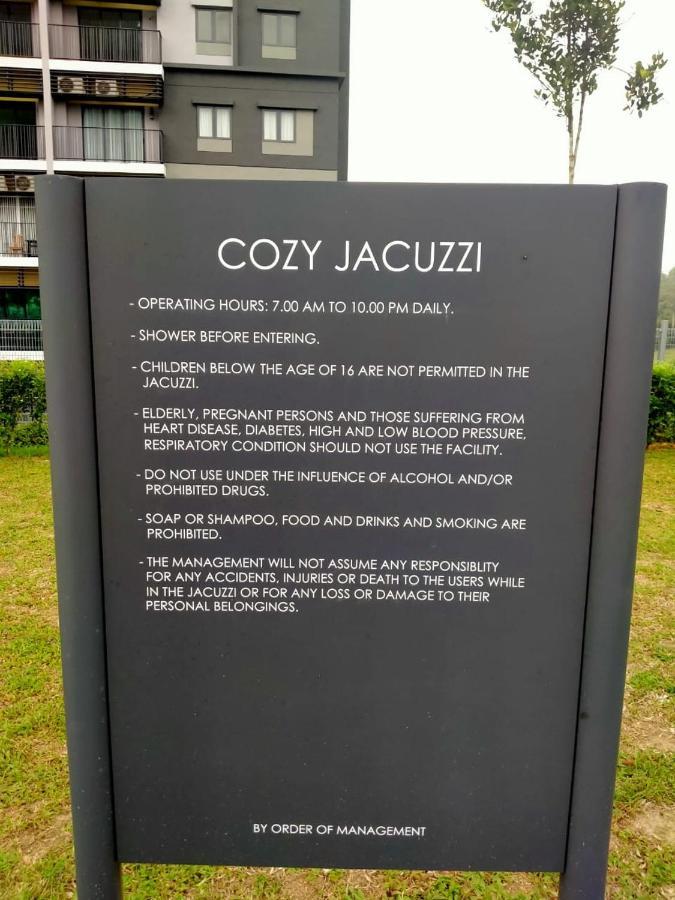 COZY JACUZZI
- OPERATING HOURS: 7.00 AM TO 10.00 PM DAILY.
- SHOWER BEFORE ENTERING.
- CHILDREN BELOW THE AGE OF 16 ARE NOT PERMITTED IN THE
JACUZZI.
- ELDERLY, PREGNANT PERSONS AND THOSE SUFFERING FROM
HEART DISEASE, DIABETES, HIGH AND LOW BLOOD PRESSURE,
RESPIRATORY CONDITION SHOULD NOT USE THE FACILITY.
- DO NOT USE UNDER THE INFLUENCE OF ALCOHOL AND/OR
PROHIBITED DRUGS.
- SOAP OR SHAMPOO, FOOD AND DRINKS AND SMOKING ARE
PROHIBITED.
- THE MANAGEMENT WILL NOT ASSUME ANY RESPONSIBLITY
FOR ANY ACCIDENTS, INJURIES OR DEATH TO THE USERS WHILE
IN THE JACUZZI OR FOR ANY LOSS OR DAMAGE TO THEIR
PERSONAL BELONGINGS.
BY ORDER OF MANAGEMENT